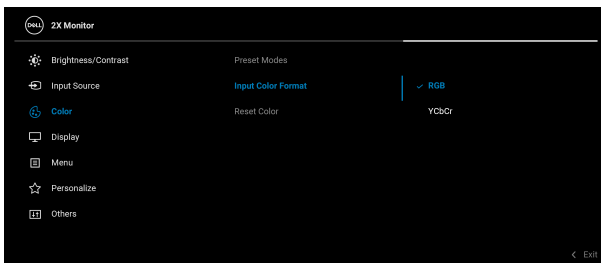 DELL 2X Monitor
Brightness/Contrast Preset Modes
Input Source Input Color Format RGB
Color Reset Color YCbCr
Display
Menu
Personalize
Others
Exit